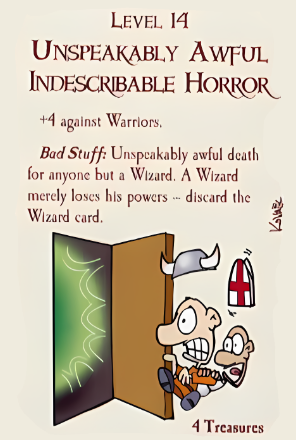 LEVEL 14
UNSPEAKABLY AWFUL
INDESCRIBABLE HORROR
+4 against Warriors.
Bad Stuff: Unspeakably awful death
for anyone but a Wizard. A Wizard
merely loses his powers -- discard the
Wizard card.
Kovalic
4 Treasures